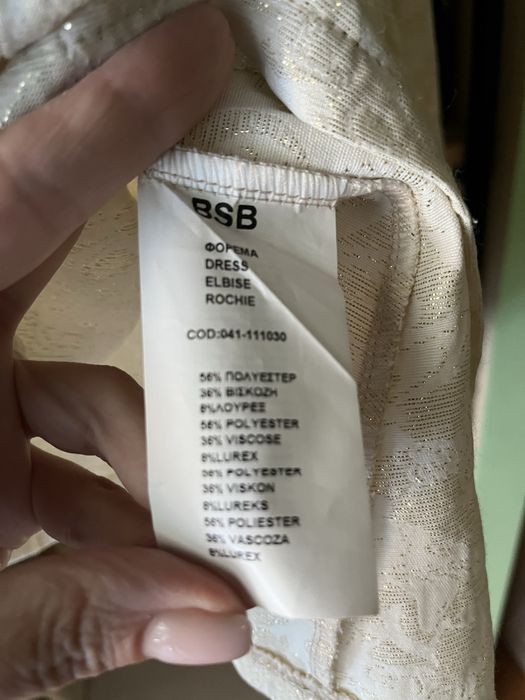 BSB
ΦΟΡΕΜΑ
DRESS
ELBISE
ROCHIE
COD:041-111030
56% ΠΟΛΥΕΣΤΕΡ
36% ΒΙΣΚΟΖΗ
8%ΛΟΥΡΕΞ
56% POLYESTER
36% VISCOSE
8%LUREX
56% POLYESTER
36% VISKON
8%LUREKS
56% POLIESTER
36% VASCOZA
8%LUREX